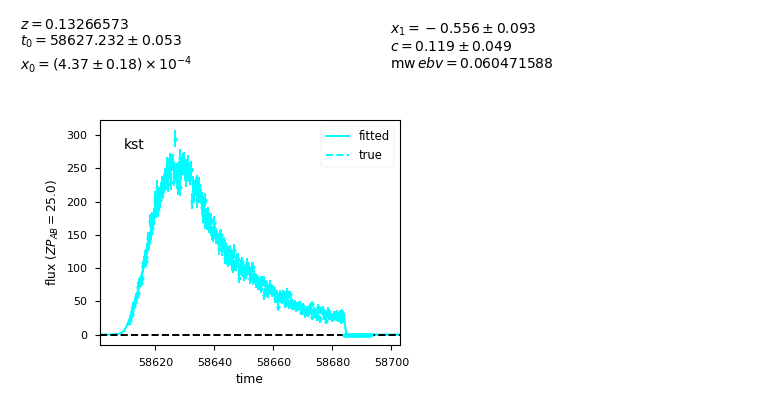 z = 0.13266573
t₀ = 58627.232 ± 0.053
x₀ = (4.37 ± 0.18) × 10⁻⁴
x₁ = −0.556 ± 0.093
c = 0.119 ± 0.049
mw ebv = 0.060471588
kst
fitted
true
300
250
200
150
100
50
0
flux (ZP_AB = 25.0)
58620 58640 58660 58680 58700
time